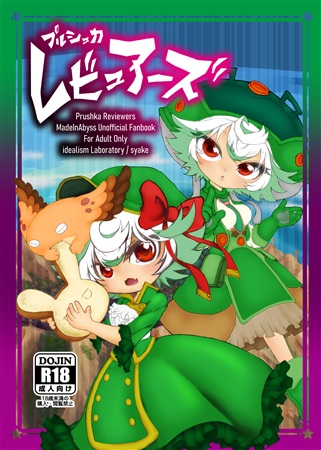 プルシュカ
レビュアーズ
Prushka Reviewers
MadeInAbyss Unofficial Fanbook
For Adult Only
idealism Laboratory / syake
DOJIN
R18
成人向け
18歳未満の
購入・閲覧禁止